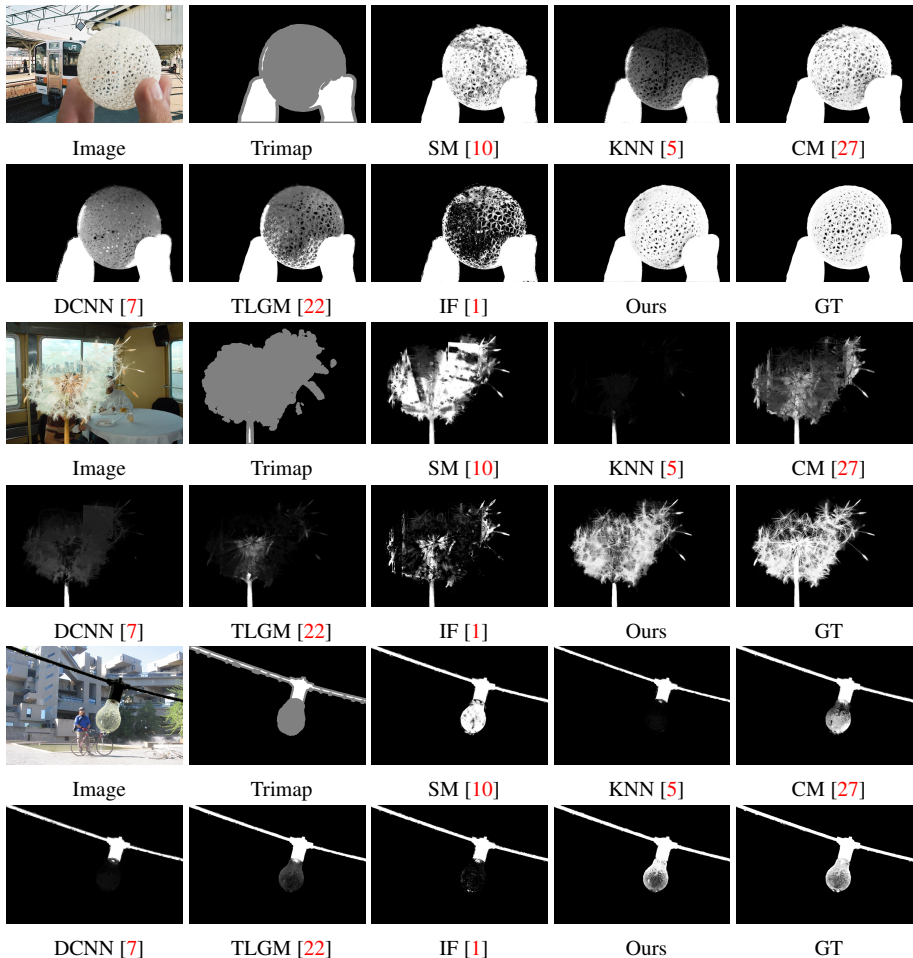 JR
Image Trimap SM [10] KNN [5] CM [27]
DCNN [7] TLGM [22] IF [1] Ours GT
Image Trimap SM [10] KNN [5] CM [27]
DCNN [7] TLGM [22] IF [1] Ours GT
Image Trimap SM [10] KNN [5] CM [27]
DCNN [7] TLGM [22] IF [1] Ours GT